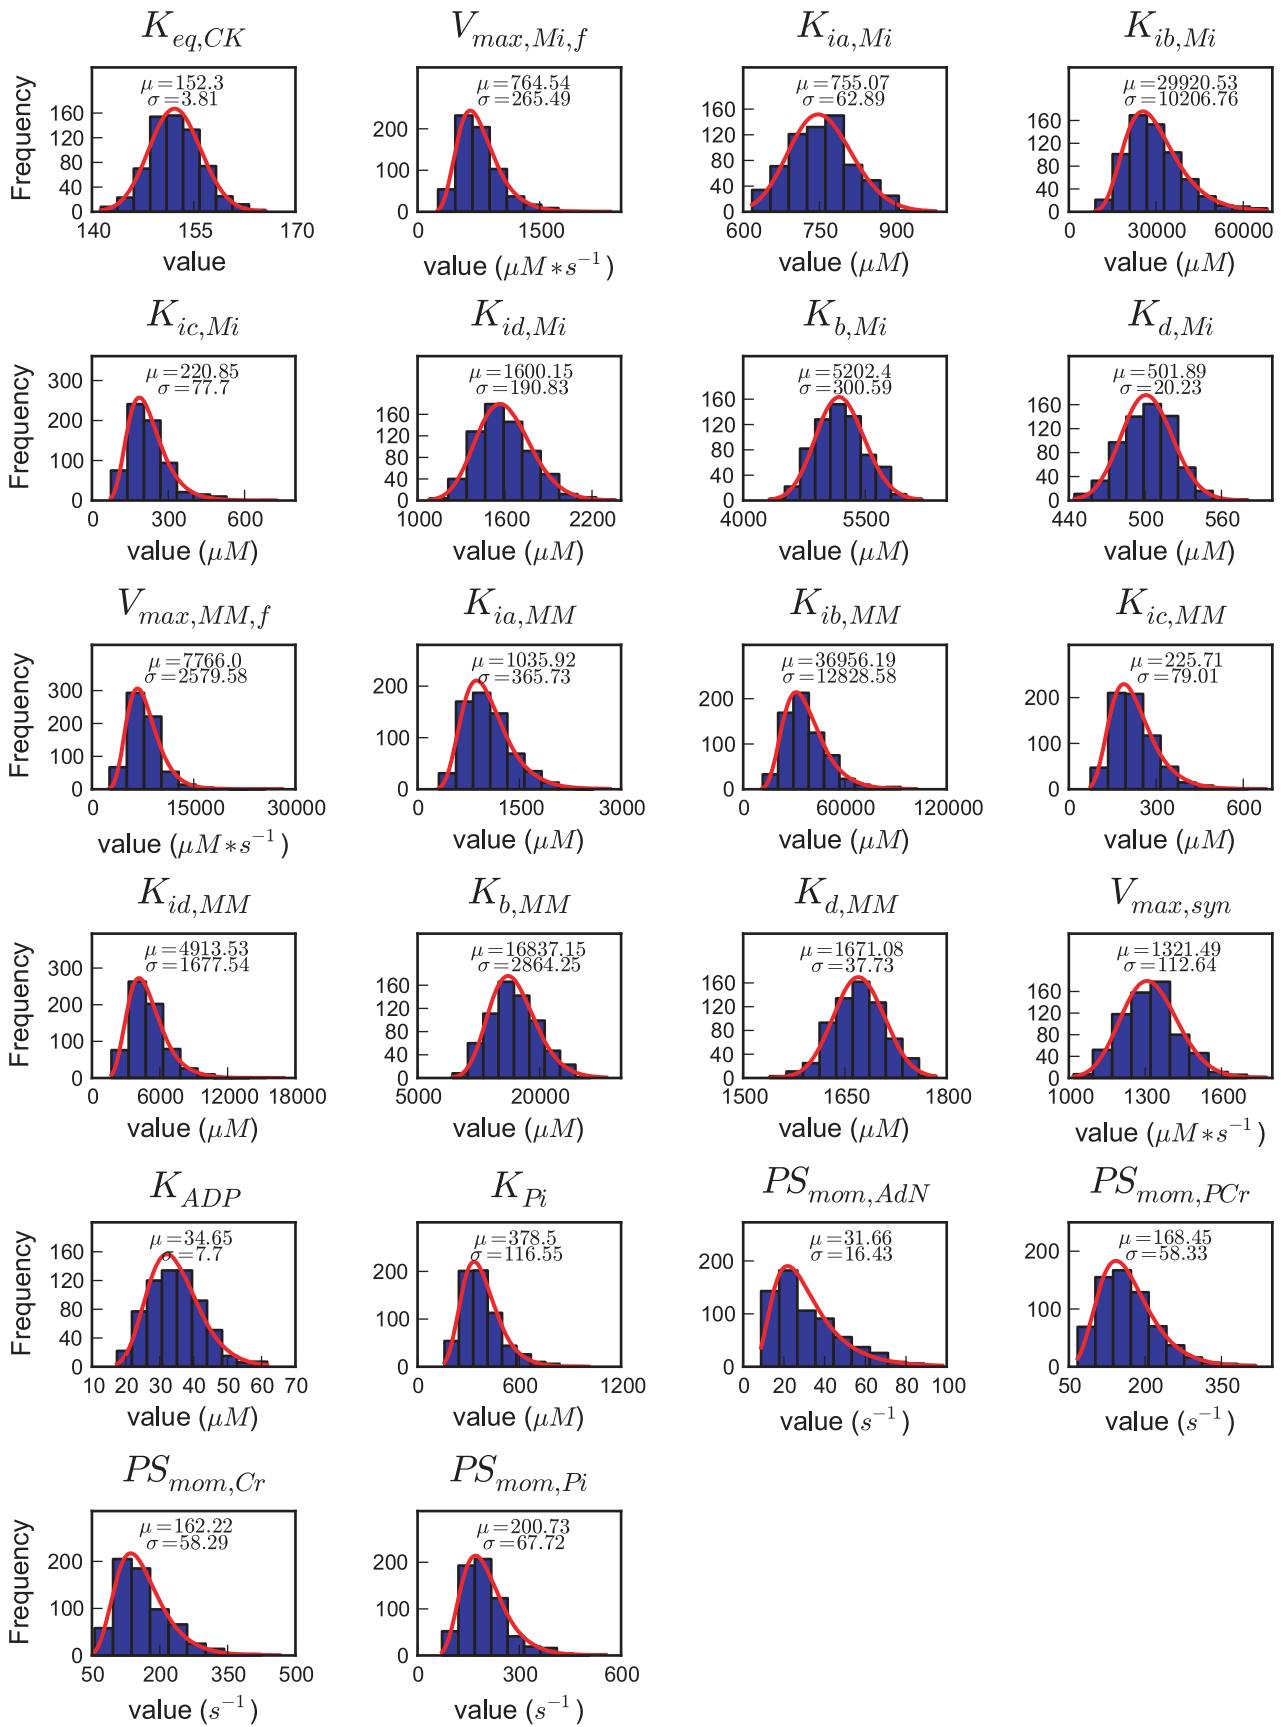 K_{eq,CK} V_{max,Mi,f} K_{ia,Mi} K_{ib,Mi}
μ=152.3 μ=764.54 μ=755.07 μ=29920.53
σ=3.81 σ=265.49 σ=62.89 σ=10206.76
Frequency
160 120 80 40 0
200 100 0
200 150 100 50 0
160 120 80 40 0
140 155 170 0 1500 600 750 900 0 30000 60000
value value (μM∗s⁻¹) value (μM) value (μM)
K_{ic,Mi} K_{id,Mi} K_{b,Mi} K_{d,Mi}
μ=220.85 μ=1600.15 μ=5202.4 μ=501.89
σ=77.7 σ=190.83 σ=300.59 σ=20.23
Frequency
300 200 100 0
160 120 80 40 0
160 120 80 40 0
160 120 80 40 0
0 300 600 1000 1600 2200 4000 5500 440 500 560
value (μM) value (μM) value (μM) value (μM)
V_{max,MM,f} K_{ia,MM} K_{ib,MM} K_{ic,MM}
μ=7766.0 μ=1035.92 μ=36956.19 μ=225.71
σ=2579.58 σ=365.73 σ=12828.58 σ=79.01
Frequency
300 200 100 0
200 100 0
200 100 0
200 100 0
0 15000 30000 0 1500 3000 0 60000 120000 0 300 600
value (μM∗s⁻¹) value (μM) value (μM) value (μM)
K_{id,MM} K_{b,MM} K_{d,MM} V_{max,syn}
μ=4913.53 μ=16837.15 μ=1671.08 μ=1321.49
σ=1677.54 σ=2864.25 σ=37.73 σ=112.64
Frequency
300 200 100 0
160 120 80 40 0
160 120 80 40 0
160 120 80 40 0
0 6000 12000 18000 5000 20000 1500 1650 1800 1000 1300 1600
value (μM) value (μM) value (μM) value (μM∗s⁻¹)
K_{ADP} K_{Pi} PS_{mom,AdN} PS_{mom,PCr}
μ=34.65 μ=378.5 μ=31.66 μ=168.45
σ=7.7 σ=116.55 σ=16.43 σ=58.33
Frequency
160 120 80 40 0
200 100 0
200 100 0
200 100 0
10 20 30 40 50 60 70 0 600 1200 0 20 40 60 80 100 50 200 350
value (μM) value (μM) value (s⁻¹) value (s⁻¹)
PS_{mom,Cr} PS_{mom,Pi}
μ=162.22 μ=200.73
σ=58.29 σ=67.72
Frequency
200 100 0
200 100 0
50 200 350 500 0 300 600
value (s⁻¹) value (s⁻¹)